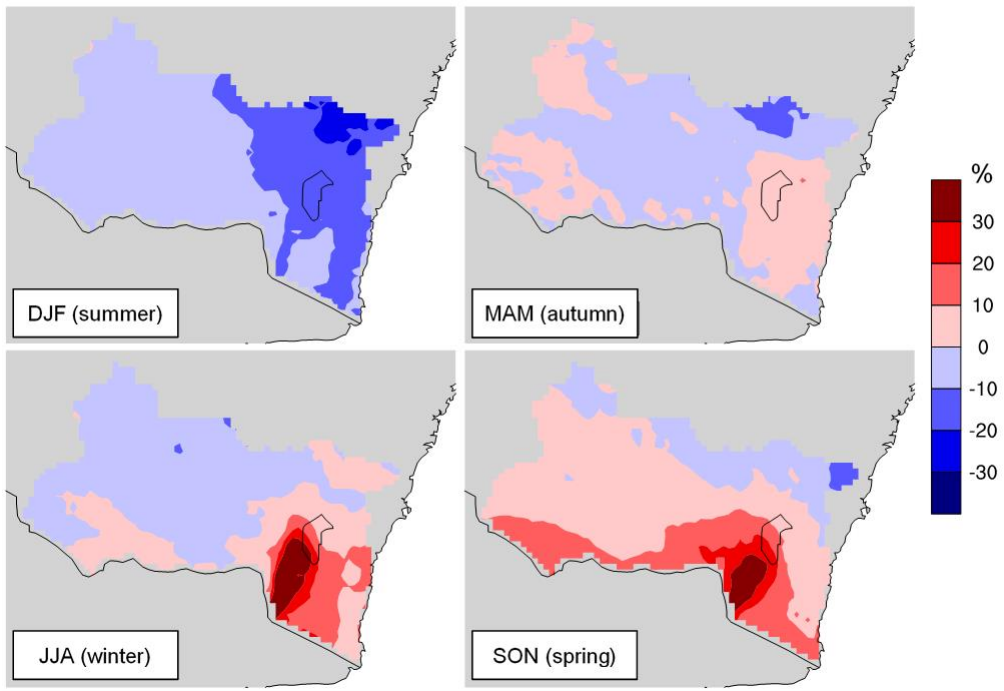 DJF (summer)
MAM (autumn)
JJA (winter)
SON (spring)
%
30
20
10
0
-10
-20
-30